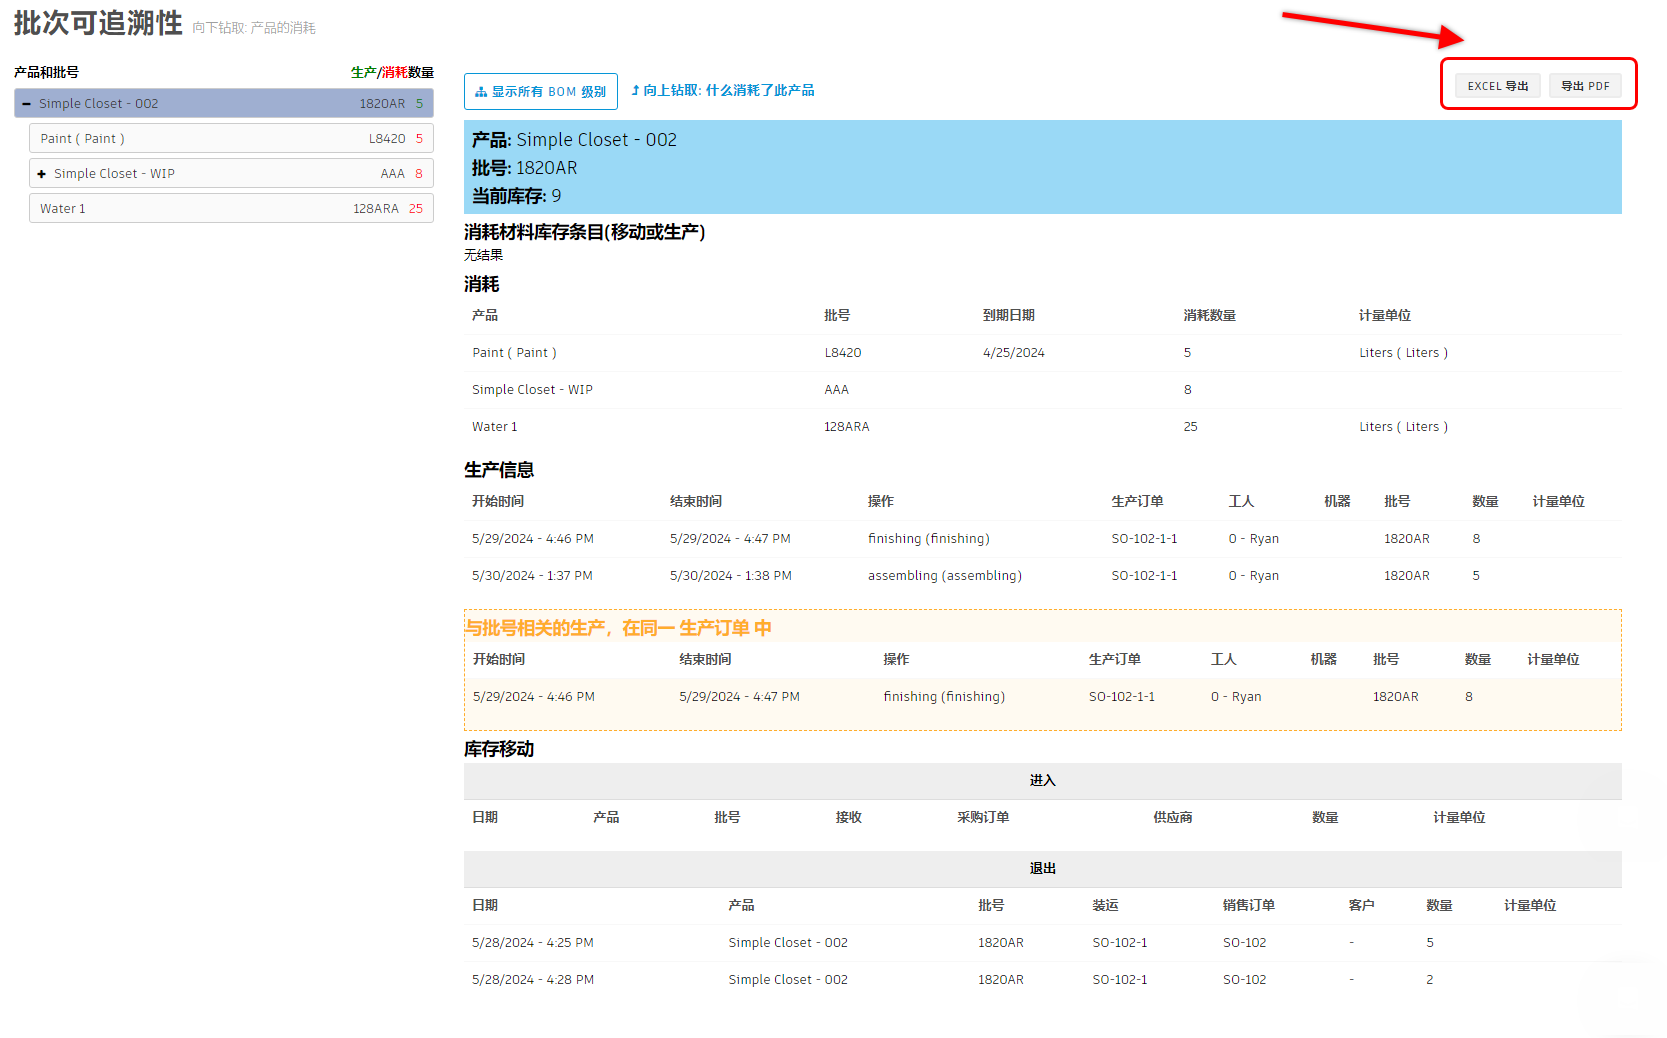 批次可追溯性 向下钻取: 产品的消耗
产品和批号 生产/消耗数量
Simple Closet - 002 1820AR 5
Paint ( Paint ) L8420 5
Simple Closet - WIP AAA 8
Water 1 128ARA 25
显示所有 BOM 级别 向上钻取: 什么消耗了此产品 EXCEL 导出 导出 PDF
产品: Simple Closet - 002
批号: 1820AR
当前库存: 9
消耗材料库存条目(移动或生产)
无结果
消耗
产品 批号 到期日期 消耗数量 计量单位
Paint ( Paint ) L8420 4/25/2024 5 Liters ( Liters )
Simple Closet - WIP AAA 8
Water 1 128ARA 25 Liters ( Liters )
生产信息
开始时间 结束时间 操作 生产订单 工人 机器 批号 数量 计量单位
5/29/2024 - 4:46 PM 5/29/2024 - 4:47 PM finishing (finishing) SO-102-1-1 0 - Ryan 1820AR 8
5/30/2024 - 1:37 PM 5/30/2024 - 1:38 PM assembling (assembling) SO-102-1-1 0 - Ryan 1820AR 5
与批号相关的生产，在同一 生产订单 中
开始时间 结束时间 操作 生产订单 工人 机器 批号 数量 计量单位
5/29/2024 - 4:46 PM 5/29/2024 - 4:47 PM finishing (finishing) SO-102-1-1 0 - Ryan 1820AR 8
库存移动
进入
日期 产品 批号 接收 采购订单 供应商 数量 计量单位
退出
日期 产品 批号 装运 销售订单 客户 数量 计量单位
5/28/2024 - 4:25 PM Simple Closet - 002 1820AR SO-102-1 SO-102 - 5
5/28/2024 - 4:28 PM Simple Closet - 002 1820AR SO-102-1 SO-102 - 2